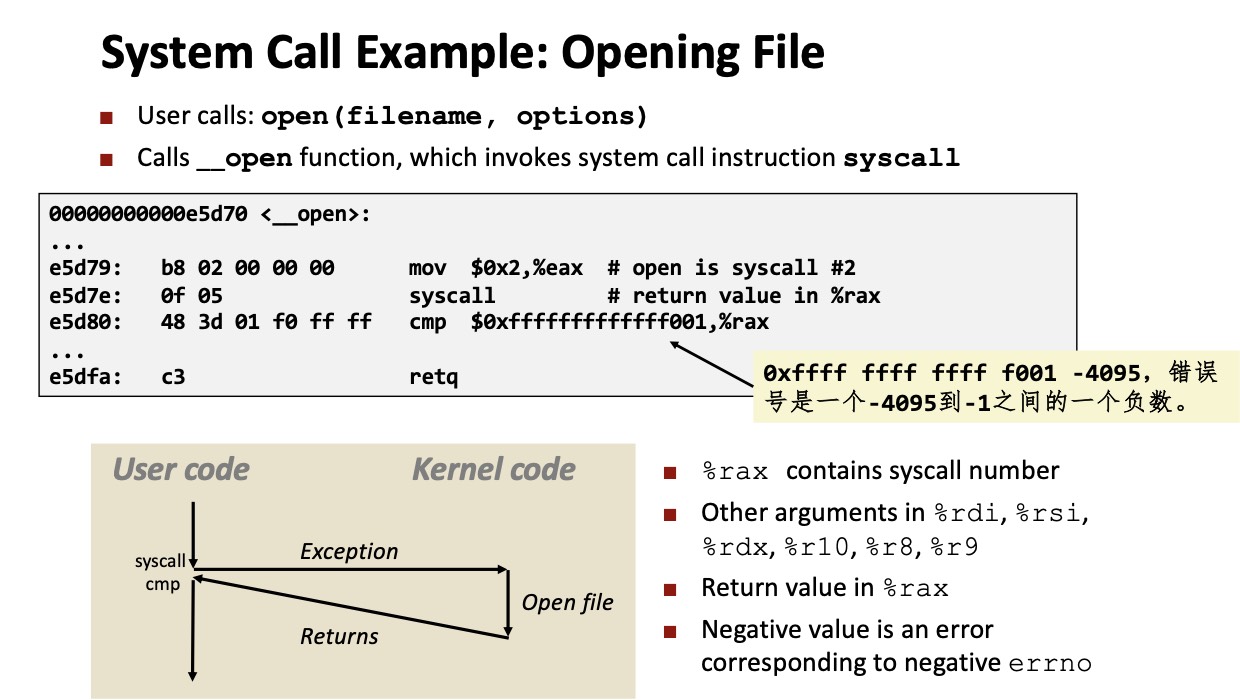 System Call Example: Opening File
User calls: open(filename, options)
Calls __open function, which invokes system call instruction syscall
00000000000e5d70 <__open>:
...
e5d79: b8 02 00 00 00 mov $0x2,%eax # open is syscall #2
e5d7e: 0f 05 syscall # return value in %rax
e5d80: 48 3d 01 f0 ff ff cmp $0xfffffffffffff001,%rax
...
e5dfa: c3 retq
0xffff ffff ffff f001 -4095，错误
号是一个-4095到-1之间的一个负数。
User code
Kernel code
syscall
cmp
Exception
Open file
Returns
%rax contains syscall number
Other arguments in %rdi, %rsi,
%rdx, %r10, %r8, %r9
Return value in %rax
Negative value is an error
corresponding to negative errno